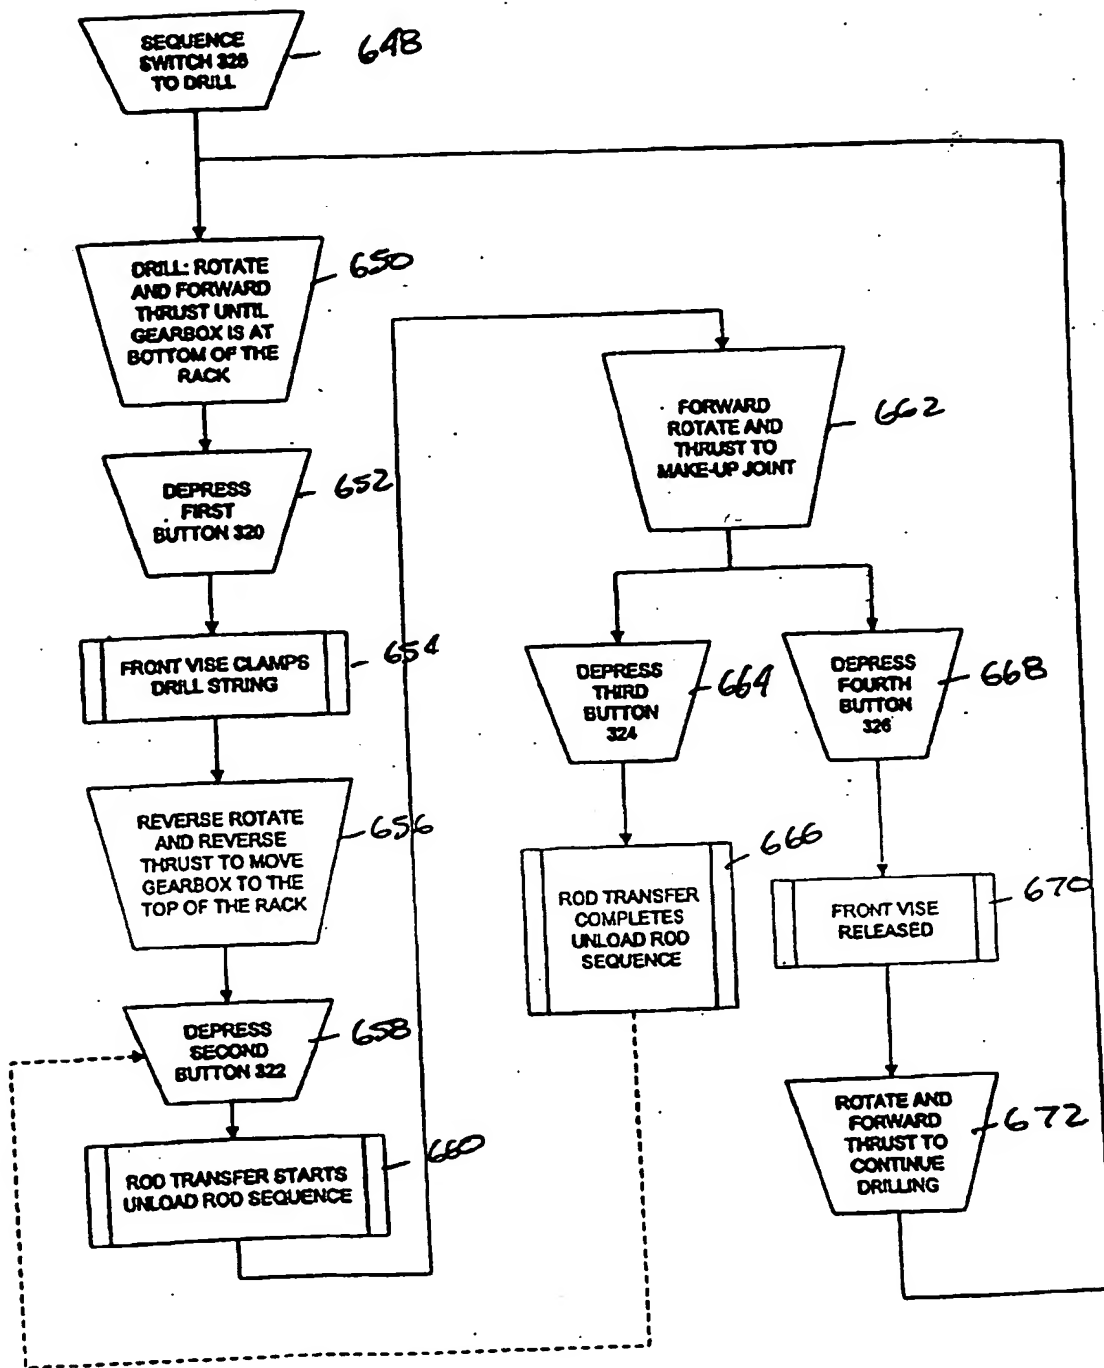 SEQUENCE
SWITCH 328
TO DRILL
648
DRILL: ROTATE
AND FORWARD
THRUST UNTIL
GEARBOX IS AT
BOTTOM OF THE
RACK
650
DEPRESS
FIRST
BUTTON 320
652
FRONT VISE CLAMPS
DRILL STRING
654
REVERSE ROTATE
AND REVERSE
THRUST TO MOVE
GEARBOX TO THE
TOP OF THE RACK
656
DEPRESS
SECOND
BUTTON 322
658
ROD TRANSFER STARTS
UNLOAD ROD SEQUENCE
660
FORWARD
ROTATE AND
THRUST TO
MAKE-UP JOINT
662
DEPRESS
THIRD
BUTTON
324
664
ROD TRANSFER
COMPLETES
UNLOAD ROD
SEQUENCE
666
DEPRESS
FOURTH
BUTTON
326
668
FRONT VISE
RELEASED
670
ROTATE AND
FORWARD
THRUST TO
CONTINUE
DRILLING
672